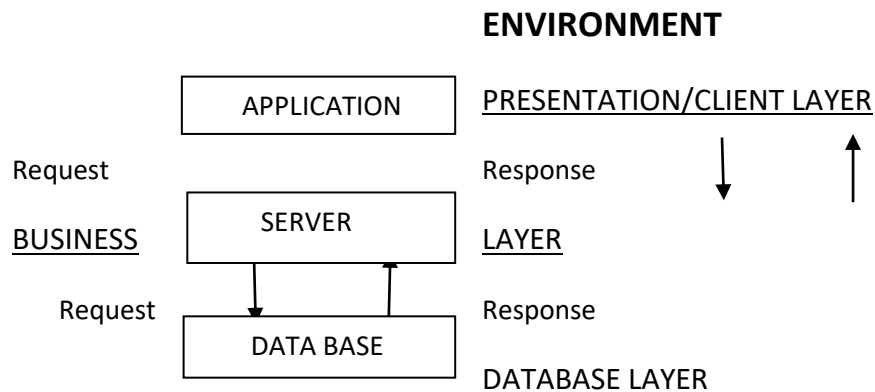 ENVIRONMENT
APPLICATION PRESENTATION/CLIENT LAYER
Request Response
SERVER
BUSINESS LAYER
Request Response
DATA BASE
DATABASE LAYER